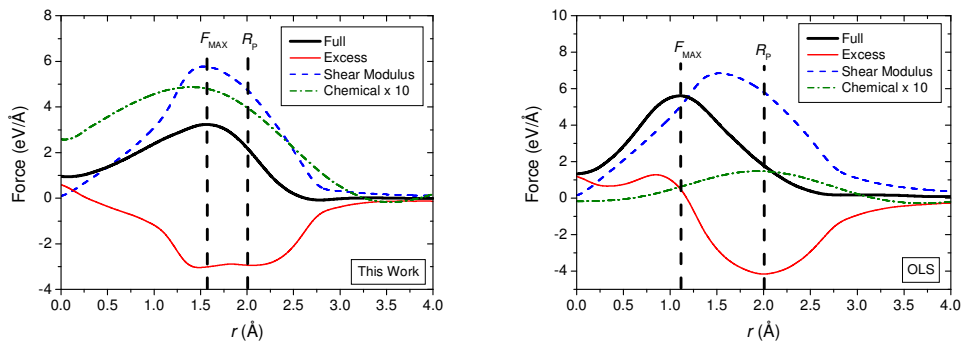 F_MAX R_P
Full
Excess
Shear Modulus
Chemical x 10
Force (eV/Å)
8
6
4
2
0
-2
-4
This Work
0.0 0.5 1.0 1.5 2.0 2.5 3.0 3.5 4.0
r (Å)
F_MAX R_P
Full
Excess
Shear Modulus
Chemical x 10
Force (eV/Å)
10
8
6
4
2
0
-2
-4
OLS
0.0 0.5 1.0 1.5 2.0 2.5 3.0 3.5 4.0
r (Å)